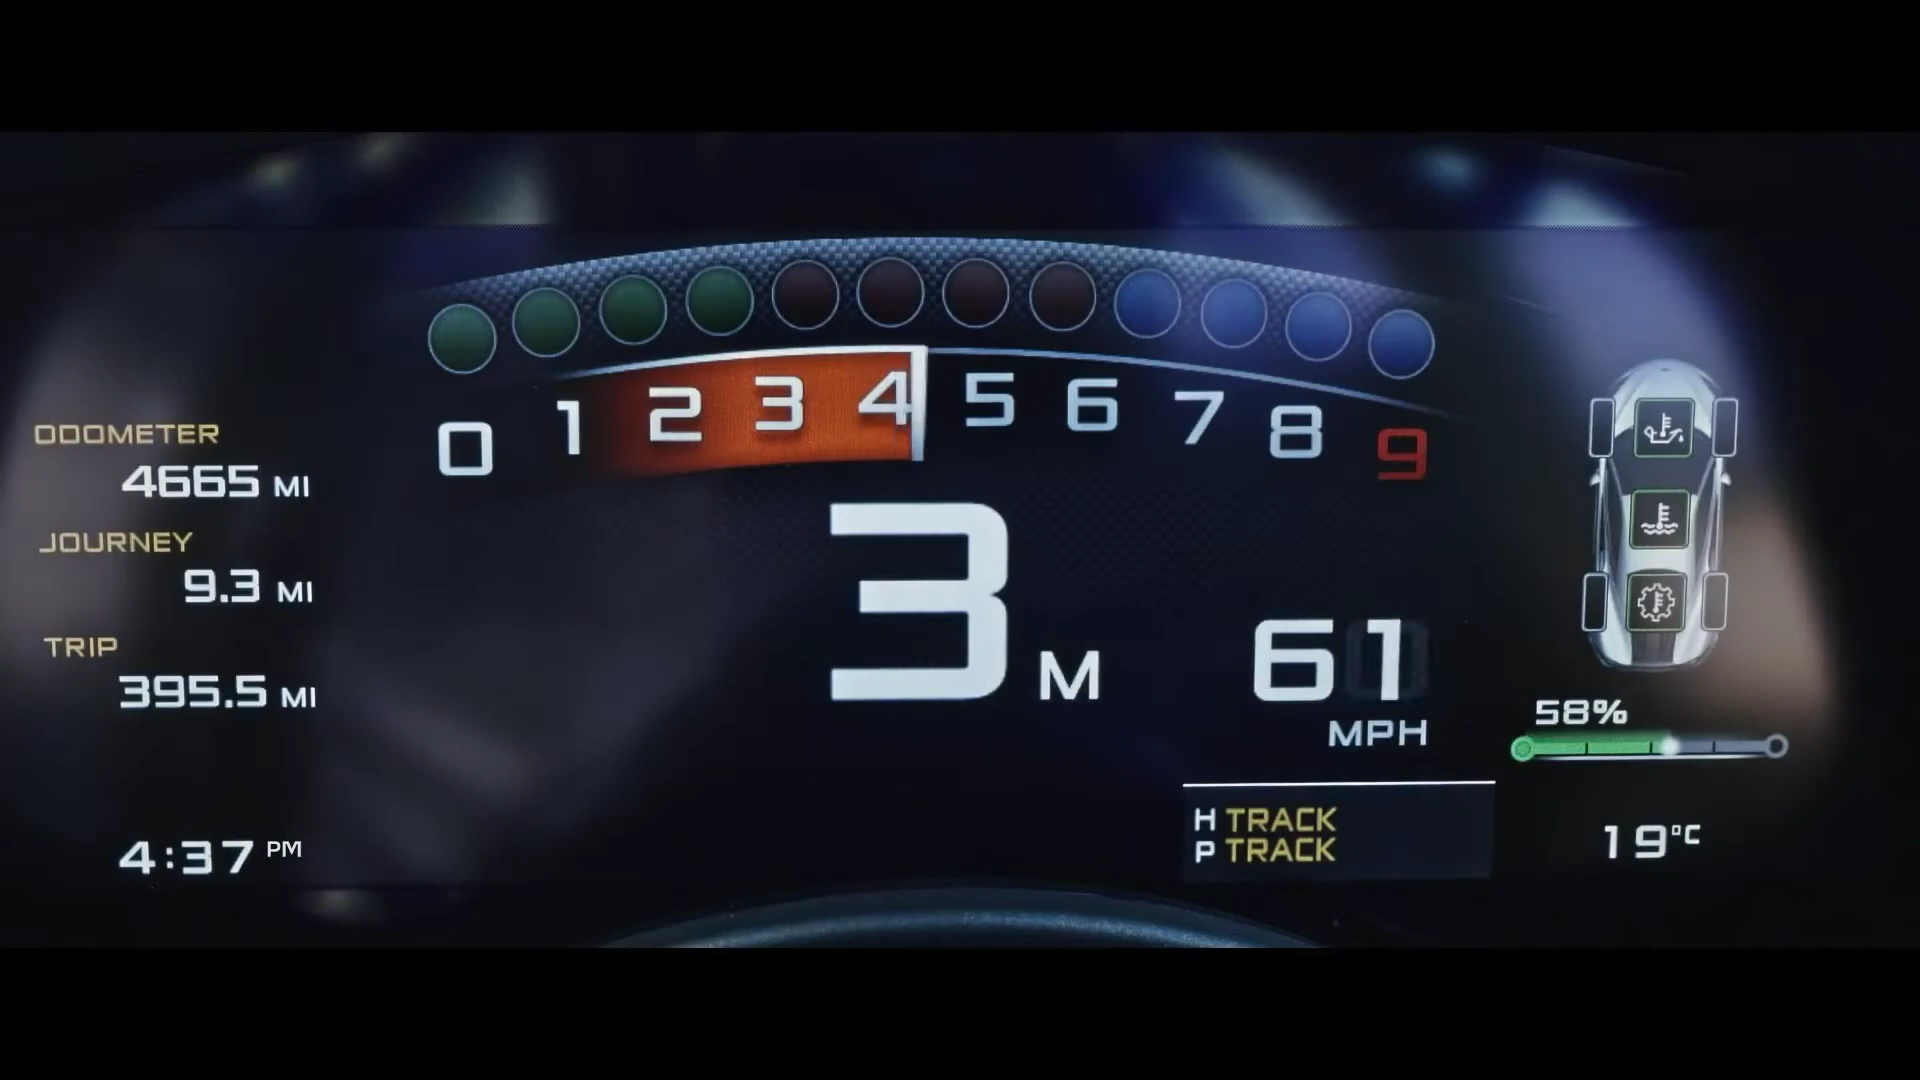 0 1 2 3 4 5 6 7 8 9
ODOMETER
4665 MI
JOURNEY
9.3 MI
TRIP
395.5 MI
4:37 PM
3 M
61
MPH
H TRACK
P TRACK
58%
19°C